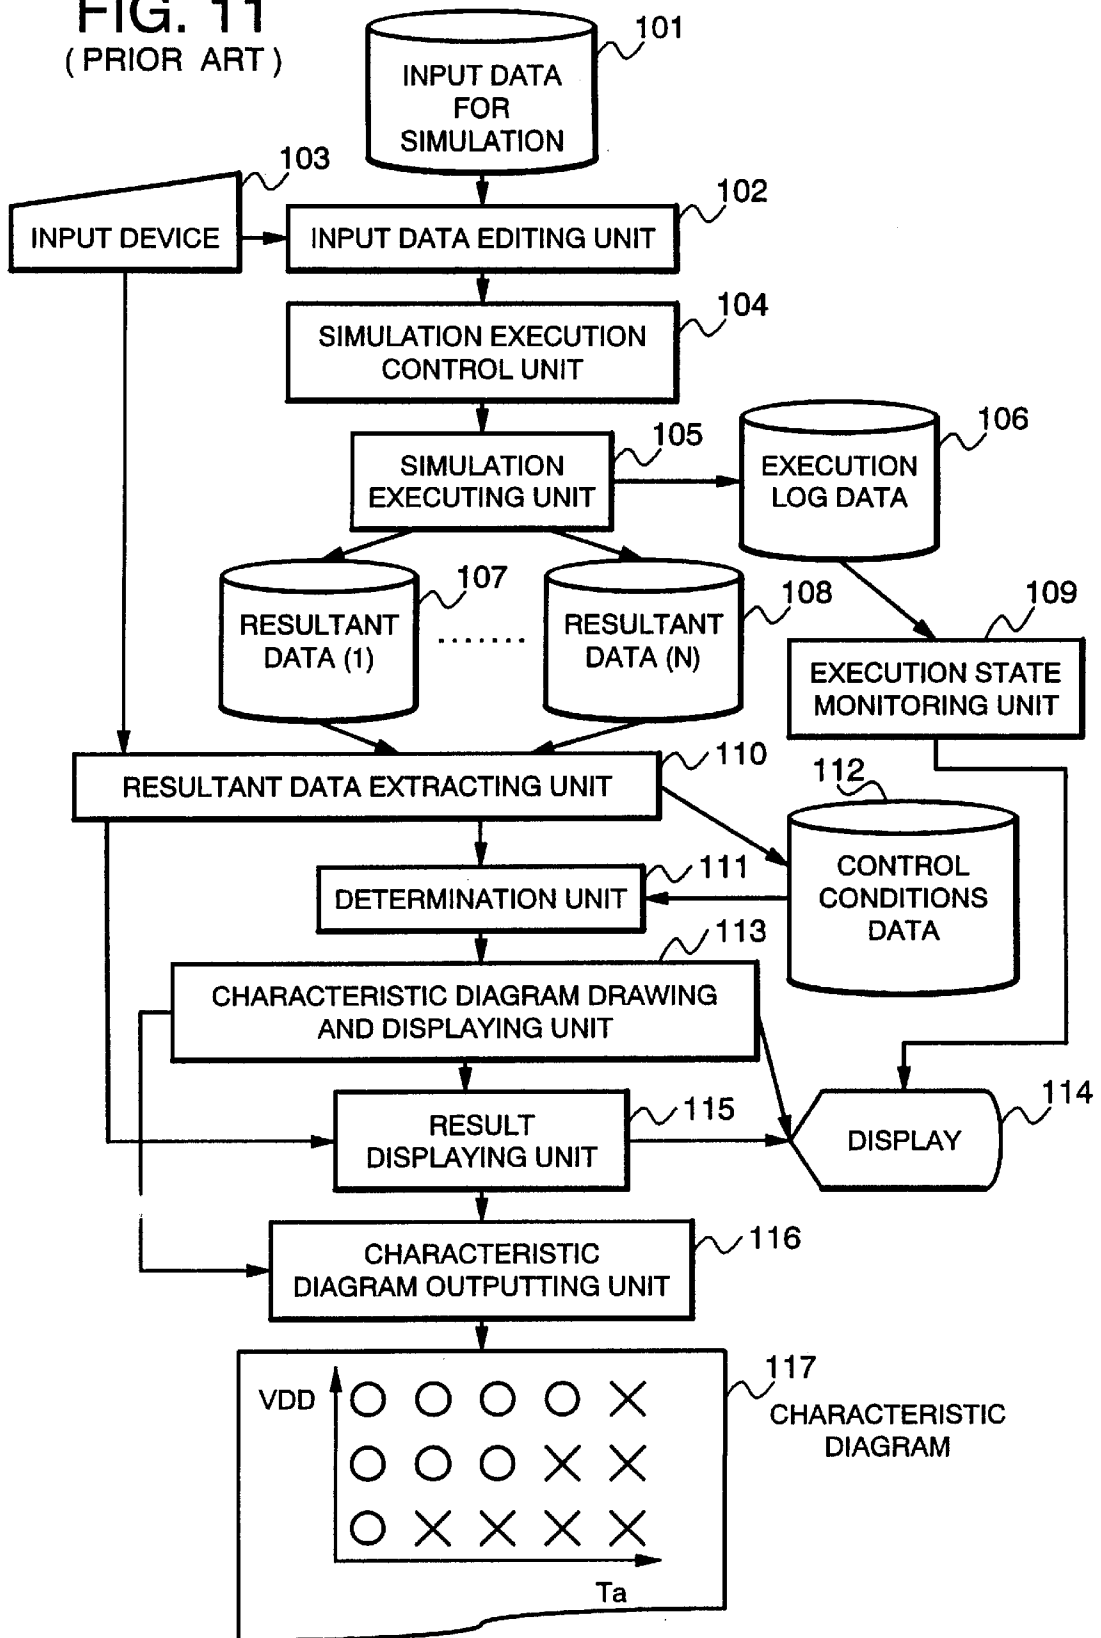 FIG. 11
(PRIOR ART)
101
INPUT DATA
FOR
SIMULATION
103
INPUT DEVICE
102
INPUT DATA EDITING UNIT
104
SIMULATION EXECUTION
CONTROL UNIT
105
SIMULATION
EXECUTING UNIT
106
EXECUTION
LOG DATA
107
RESULTANT
DATA (1)
........
108
RESULTANT
DATA (N)
109
EXECUTION STATE
MONITORING UNIT
110
RESULTANT DATA EXTRACTING UNIT
112
CONTROL
CONDITIONS
DATA
111
DETERMINATION UNIT
113
CHARACTERISTIC DIAGRAM DRAWING
AND DISPLAYING UNIT
114
DISPLAY
115
RESULT
DISPLAYING UNIT
116
CHARACTERISTIC
DIAGRAM OUTPUTTING UNIT
117
CHARACTERISTIC
DIAGRAM
VDD
Ta